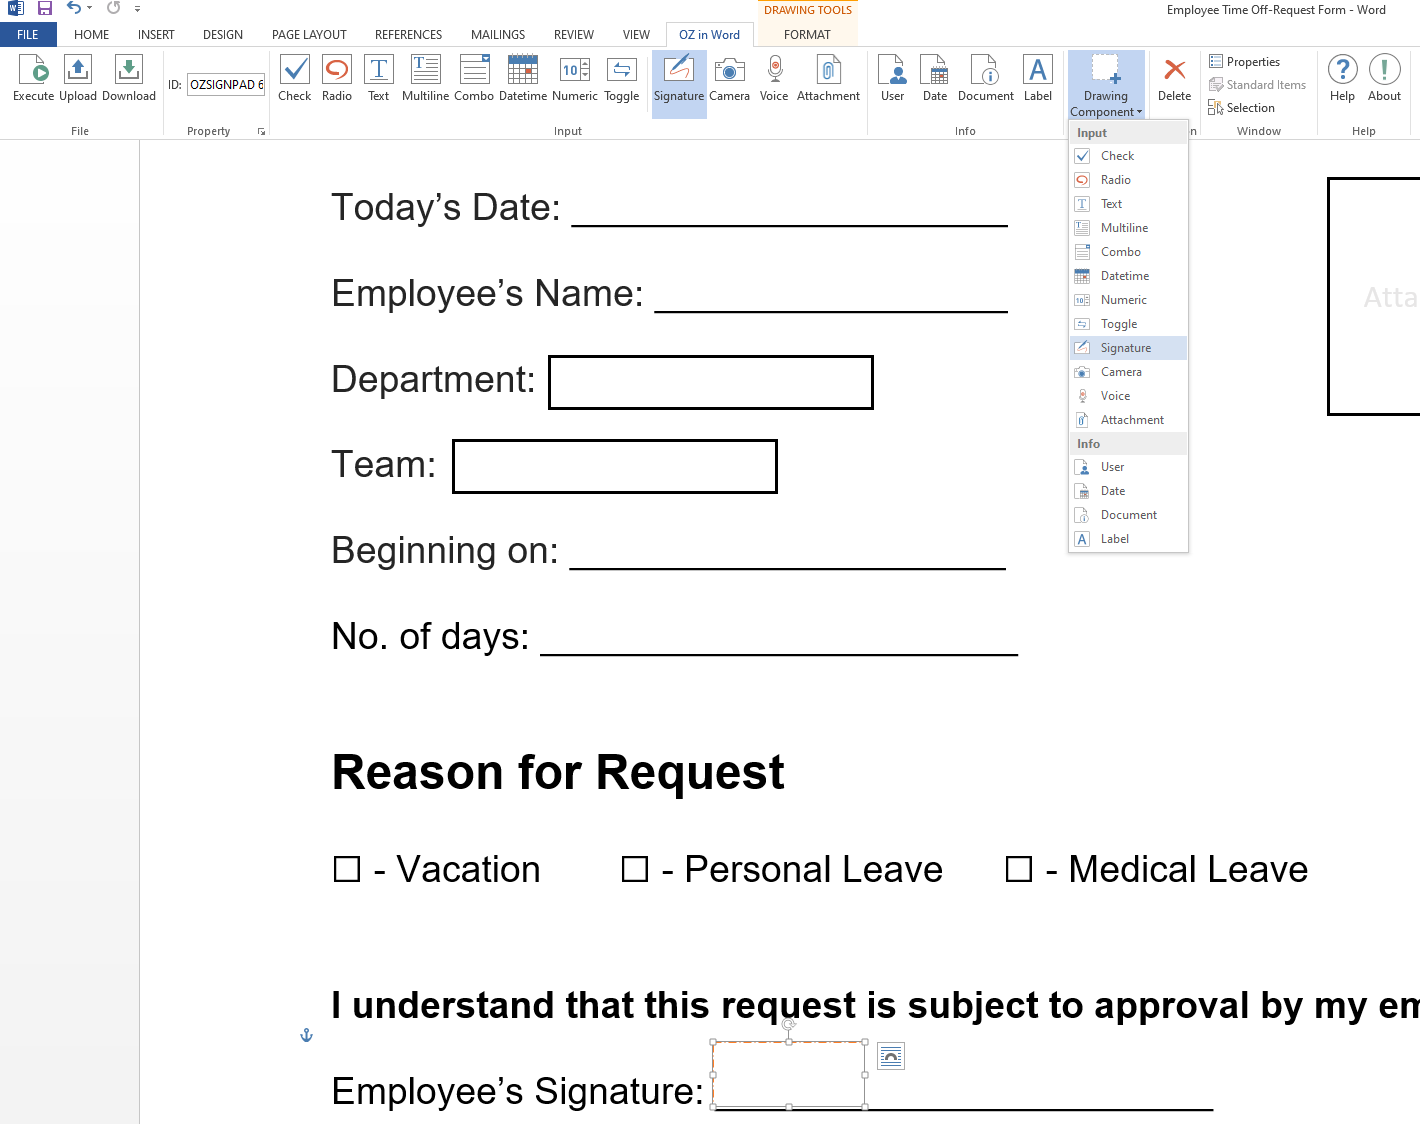 DRAWING TOOLS
Employee Time Off-Request Form - Word
FILE HOME INSERT DESIGN PAGE LAYOUT REFERENCES MAILINGS REVIEW VIEW OZ in Word FORMAT
ID: OZSIGNPAD 6
Execute Upload Download Check Radio Text Multiline Combo Datetime Numeric Toggle Signature Camera Voice Attachment User Date Document Label Drawing Component Delete Help About
Properties
Standard Items
Selection
File Property Input Info n Window Help
Input
Check
Radio
Text
Multiline
Combo
Datetime
Numeric
Toggle
Signature
Camera
Voice
Attachment
Info
User
Date
Document
Label
Today’s Date:
Employee’s Name:
Atta
Department:
Team:
Beginning on:
No. of days:
Reason for Request
☐ - Vacation ☐ - Personal Leave ☐ - Medical Leave
I understand that this request is subject to approval by my em
Employee’s Signature: